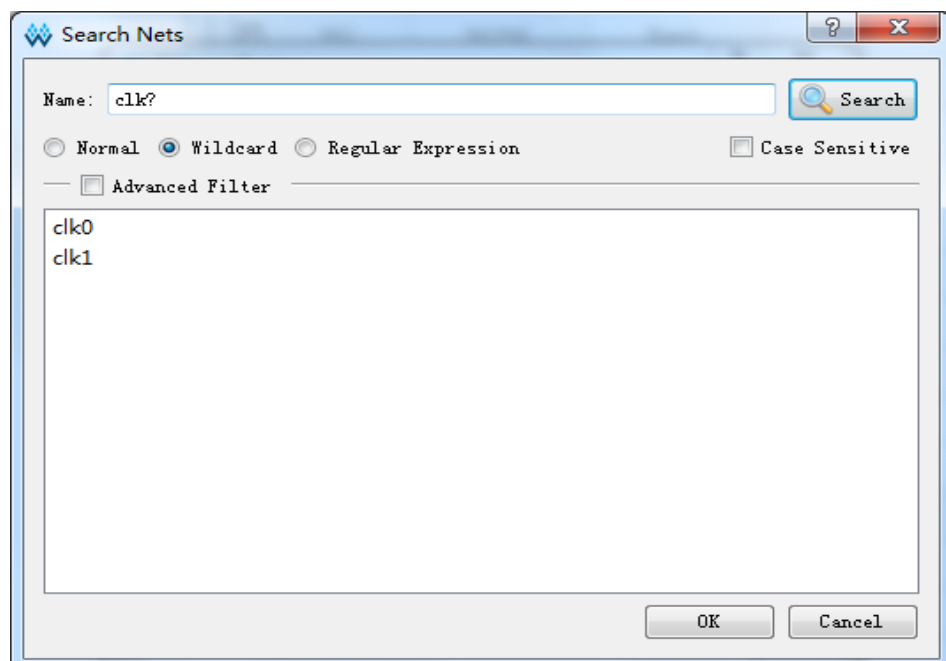 Search Nets
Name: clk? Search
Normal Wildcard Regular Expression Case Sensitive
Advanced Filter
clk0
clk1
OK Cancel